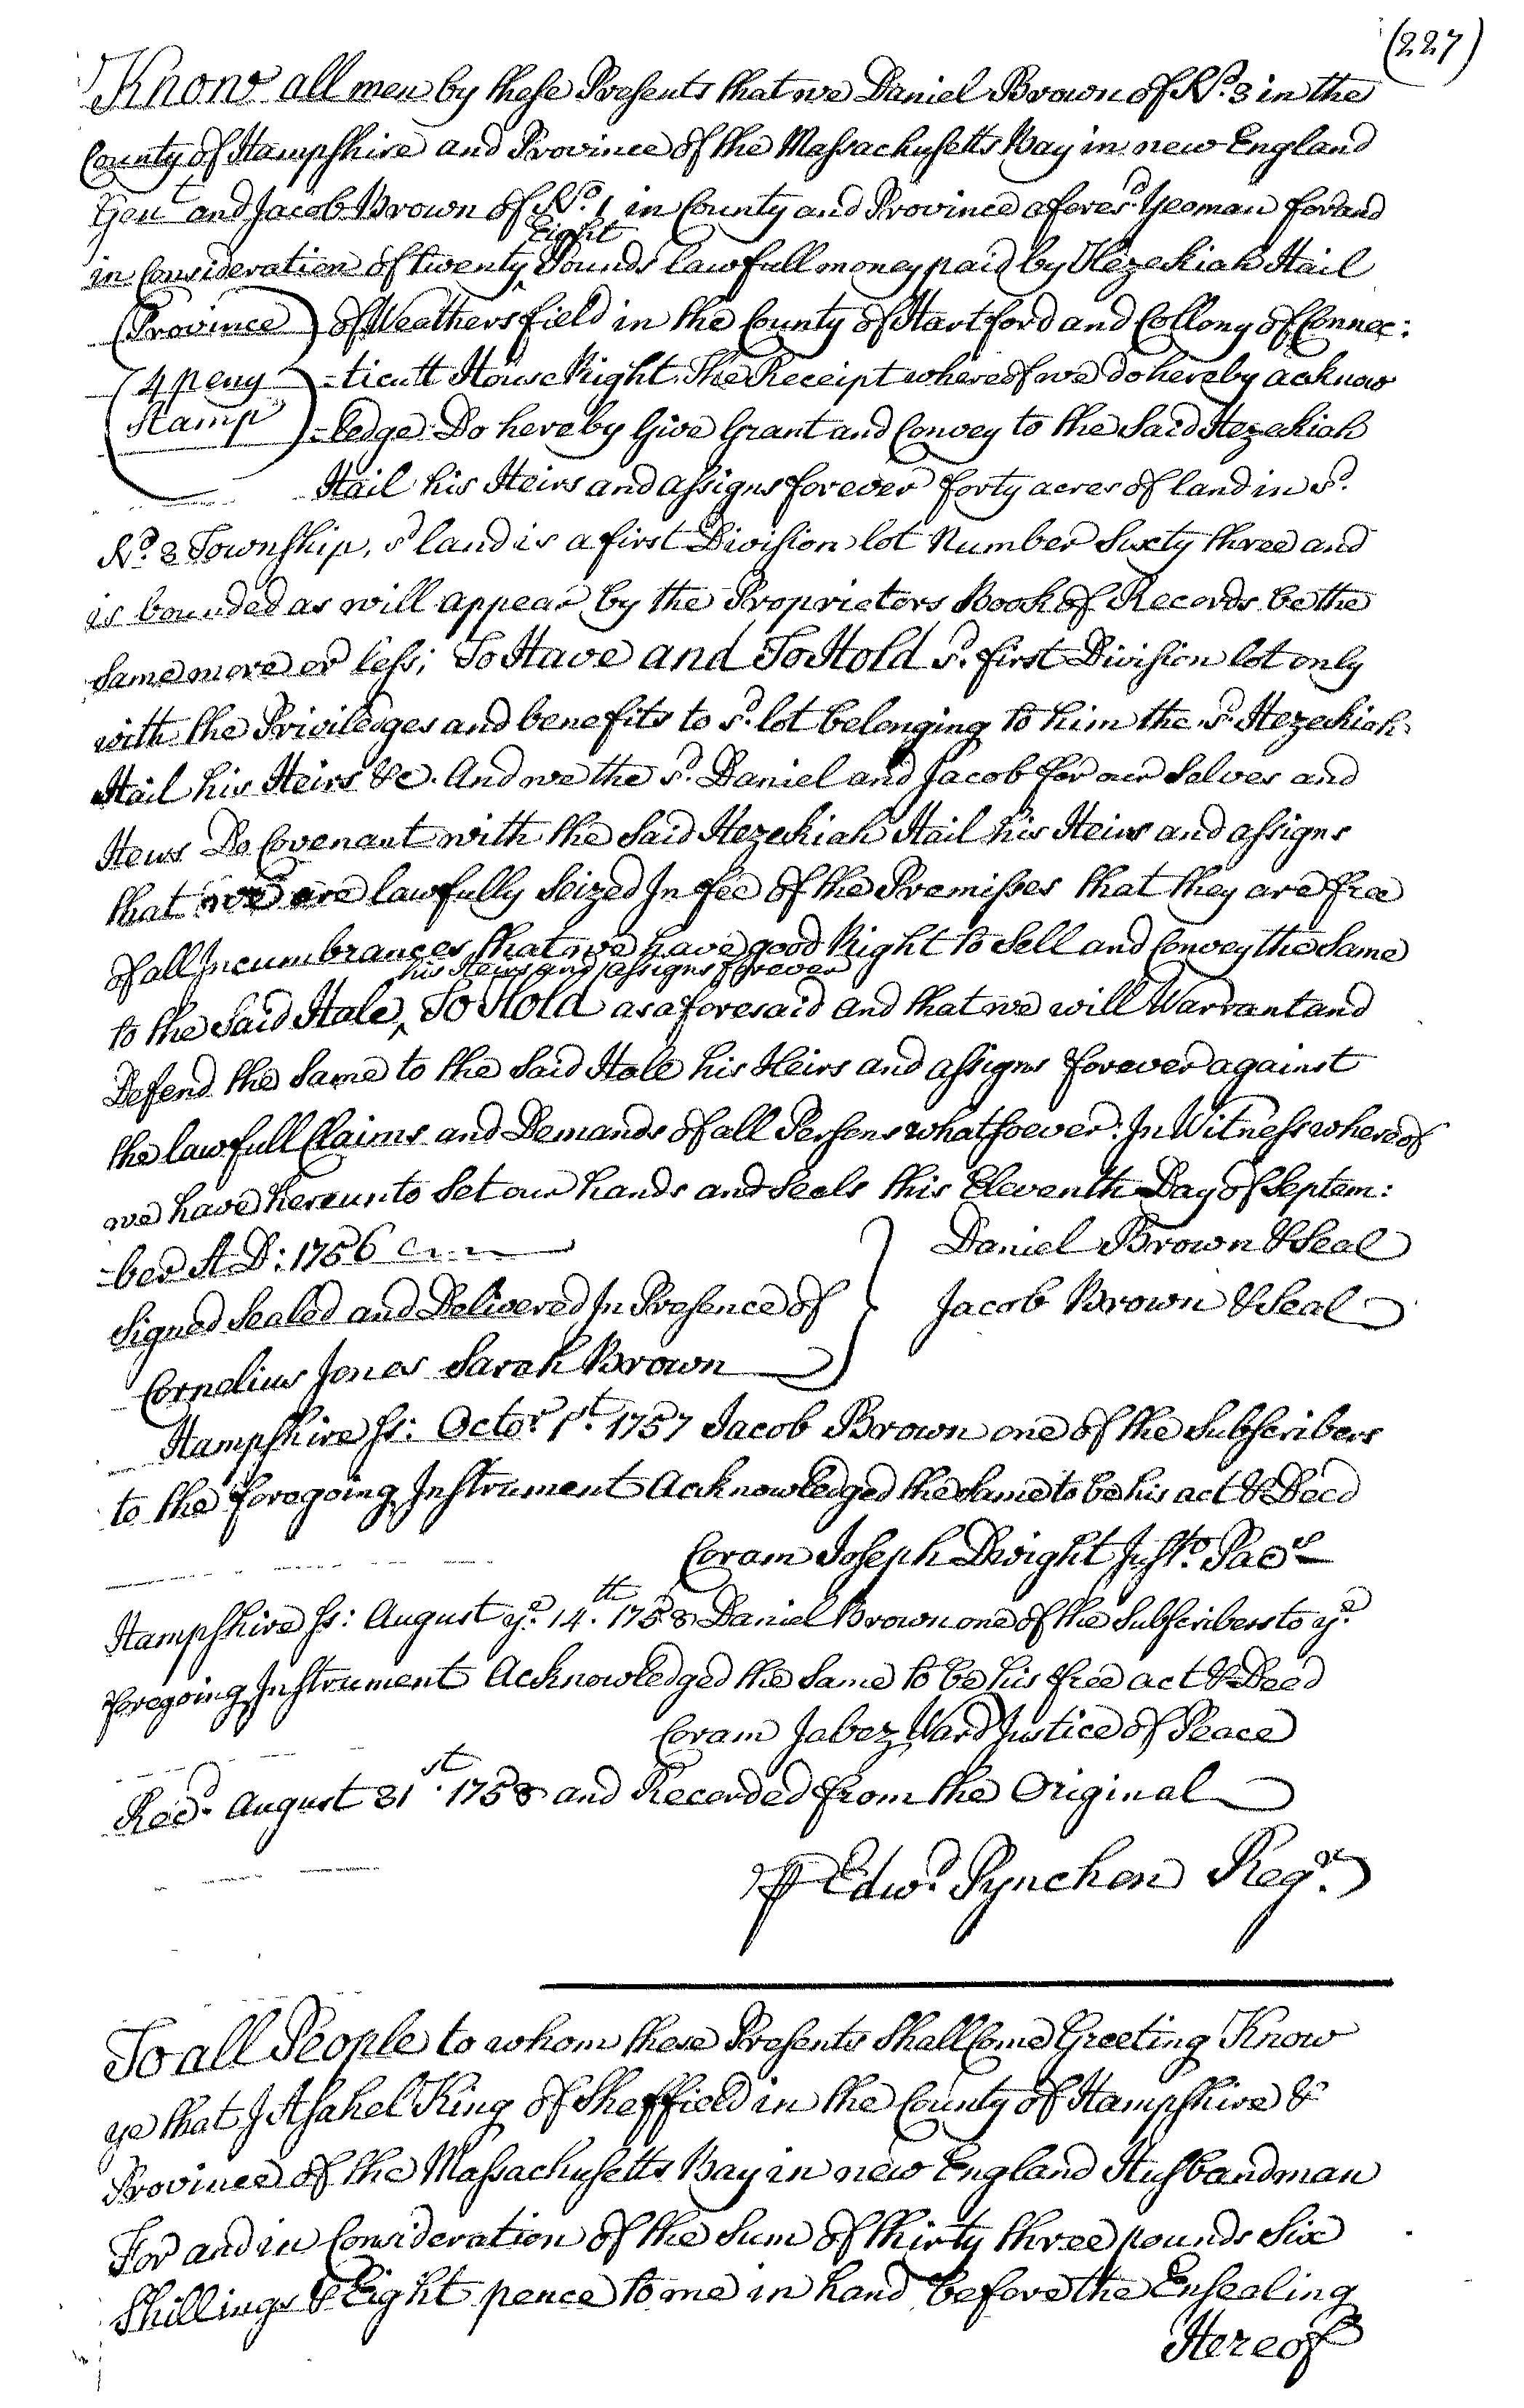 (227)
Know all men by these Presents that we Daniel Brown of No. 3 in the
County of Hampshire and Province of the Massachusetts Bay in new England
Gent and Jacob Brown of No. 1 in County and Province aforesd. Yeoman for and
Eight
in Consideration of twenty ‸ Pounds lawfull money paid by Hezekiah Hail
(Province) of Weathersfield in the County of Hartford and Collony of Connec:
(4 peny -ticutt House Right. The Receipt whereof we do hereby acknow
Stamp) -ledge. Do hereby Give Grant and Convey to the Said Hezekiah
Hail his Heirs and assigns forever forty acres of land in sd.
No. 3 Township, sd land is a first Division lot Number Sixty three and
is bounded as will appear by the Proprietors Book of Records be the
Same more or less; To Have and To Hold sd. first Division lot only
with the Priviledges and benefits to sd. lot belonging to him the sd. Hezeckiah
Hail his Heirs &c. And we the sd. Daniel and Jacob for our Selves and
Heirs Do Covenant with the Said Hezekiah Hail his Heirs and assigns
that we are lawfully Seized In fee of the Premisses that they are free
of all Incumbrances that we have good Right to Sell and Convey the Same
his Heirs and assigns forever
to the Said Hale ‸ To Hold as aforesaid and that we will Warrant and
Defend the Same to the Said Hale his Heirs and assigns forever against
the lawfull Claims and Demands of all Persons whatsoever. In Witness whereof
we have hereunto Set our hands and Seals this Eleventh Day of Septem:
-ber A D: 1756
Daniel Brown & Seal
Signed Sealed and Delivered In Presence of } Jacob Brown & Seal
Cornelius Jones Sarah Brown
Hampshire ss: Octor. 1st. 1757 Jacob Brown one of the Subscribers
to the foregoing Instrument Acknowledged the Same to be his act & Deed
Coram Joseph Dwight Justo. Pacs
Hampshire ss: August ye. 14th. 1758 Daniel Brown one of the Subscribers to ye.
foregoing Instrument Acknowledged the Same to be his free act & Deed
Coram Jabez Ward Justice of Peace
Recd. August 31st. 1758 and Recorded from the Original
⅌ Edwd. Pynchon Regr.
To all People to whom these Presents Shall Come Greeting Know
ye that I Asahel King of Sheffield in the County of Hampshire &
Province of the Massachusetts Bay in new England Husbandman
For and in Consideration of the Sum of thirty three pounds Six
Shillings & Eight pence to me in hand before the Ensealing
Hereof